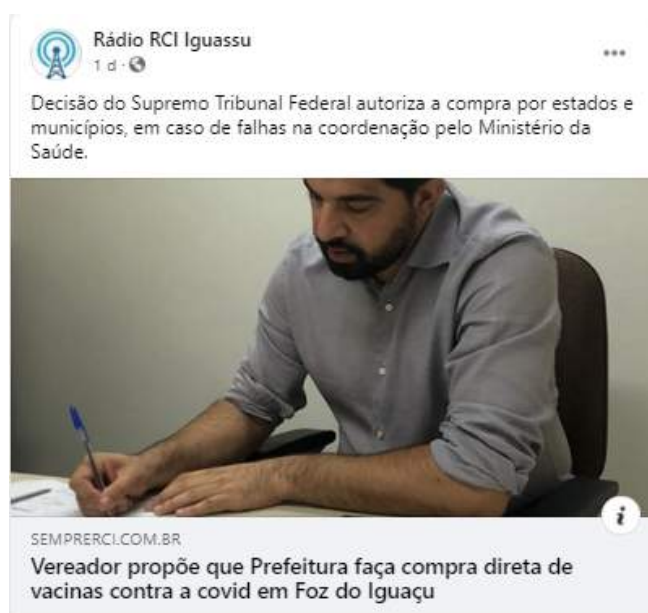 Rádio RCI Iguassu
1 d ·
Decisão do Supremo Tribunal Federal autoriza a compra por estados e
municípios, em caso de falhas na coordenação pelo Ministério da
Saúde.
SEMPRERCI.COM.BR
Vereador propõe que Prefeitura faça compra direta de
vacinas contra a covid em Foz do Iguaçu